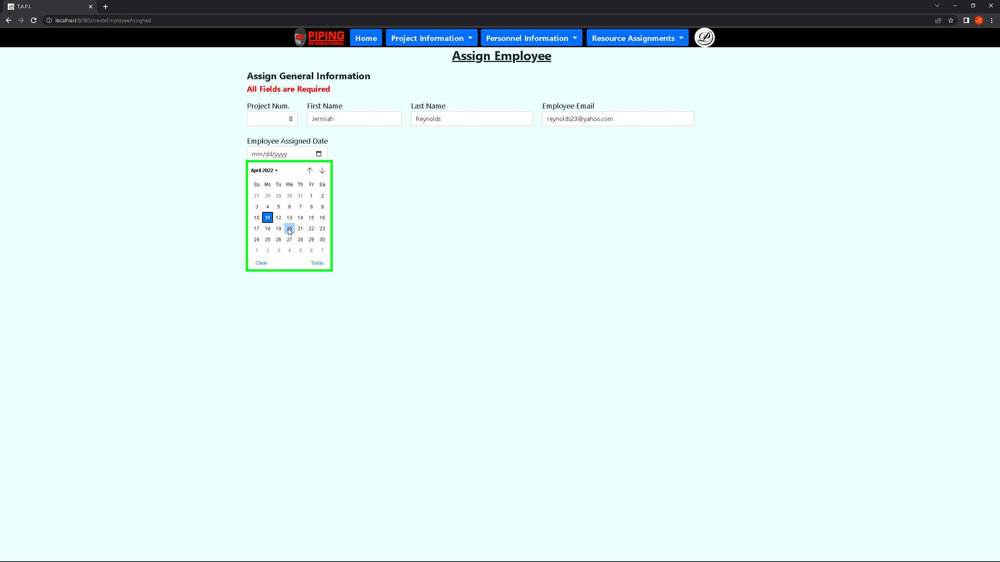 T.A.P.I.
localhost:8080/createEmployeeAssigned
JZ
PIPING
INTERNATIONAL
Home
Project Information
Personnel Information
Resource Assignments
Assign Employee
Assign General Information
All Fields are Required
Project Num. First Name Last Name Employee Email
8 Jermiah Reynolds reynolds23@yahoo.com
Employee Assigned Date
mm/dd/yyyy
April 2022
Su Mo Tu We Th Fr Sa
27 28 29 30 31 1 2
3 4 5 6 7 8 9
10 11 12 13 14 15 16
17 18 19 20 21 22 23
24 25 26 27 28 29 30
1 2 3 4 5 6 7
Clear Today